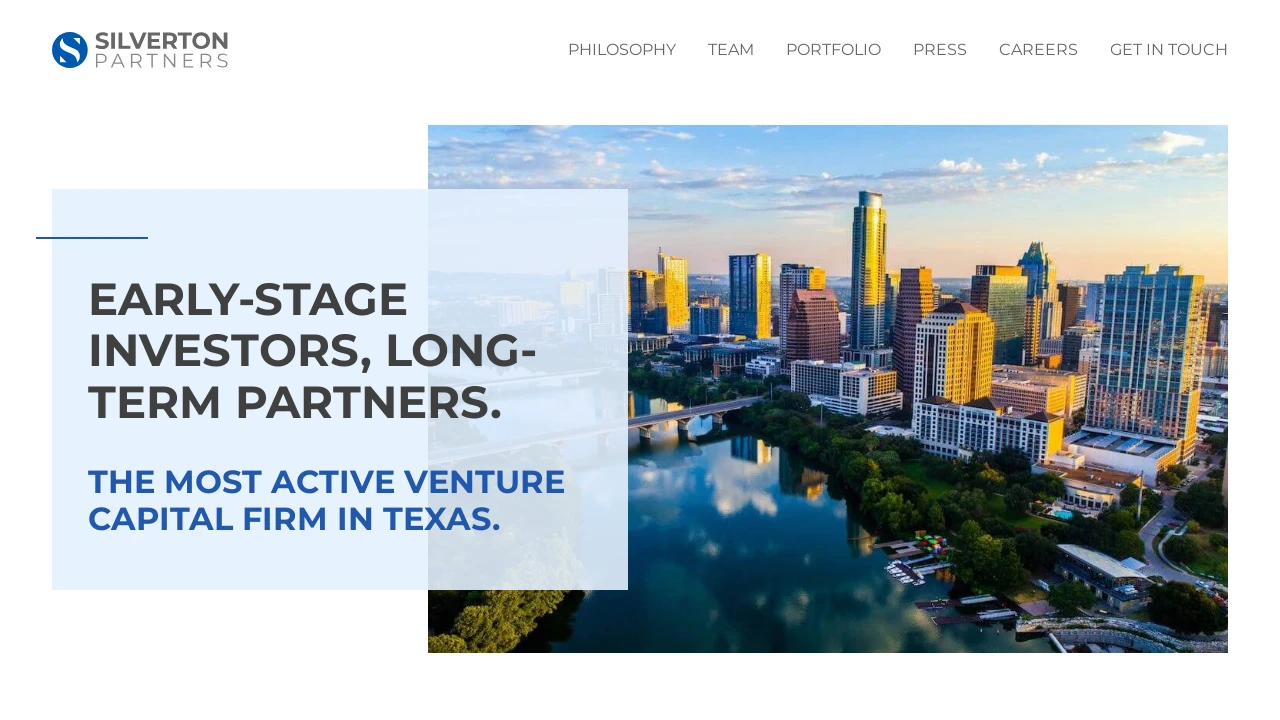 SILVERTON
PARTNERS
PHILOSOPHY TEAM PORTFOLIO PRESS CAREERS GET IN TOUCH
EARLY-STAGE
INVESTORS, LONG-
TERM PARTNERS.
THE MOST ACTIVE VENTURE
CAPITAL FIRM IN TEXAS.